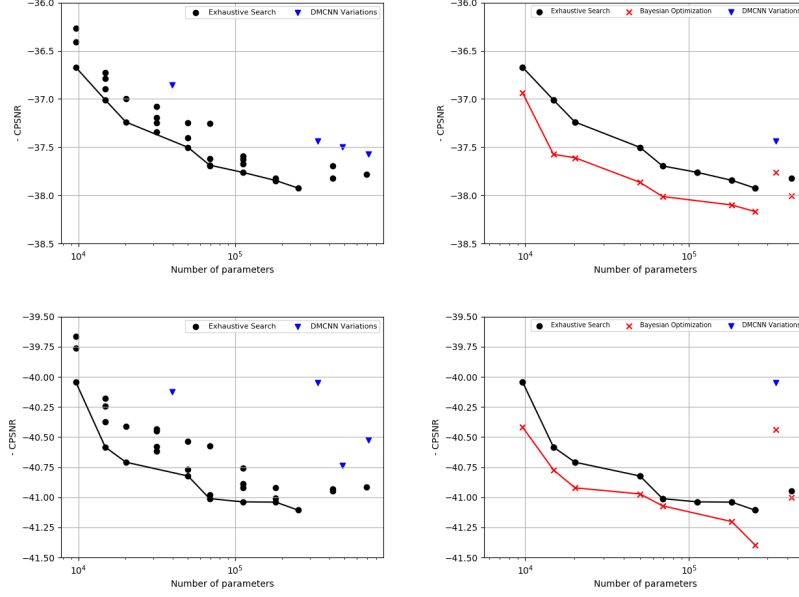 −36.0
Exhaustive Search
DMCNN Variations
−36.5
−37.0
−37.5
−38.0
−38.5
- CPSNR
10⁴
10⁵
Number of parameters
−36.0
Exhaustive Search
Bayesian Optimization
DMCNN Variations
−36.5
−37.0
−37.5
−38.0
−38.5
- CPSNR
10⁴
10⁵
Number of parameters
−39.50
Exhaustive Search
DMCNN Variations
−39.75
−40.00
−40.25
−40.50
−40.75
−41.00
−41.25
−41.50
- CPSNR
10⁴
10⁵
Number of parameters
−39.50
Exhaustive Search
Bayesian Optimization
DMCNN Variations
−39.75
−40.00
−40.25
−40.50
−40.75
−41.00
−41.25
−41.50
- CPSNR
10⁴
10⁵
Number of parameters